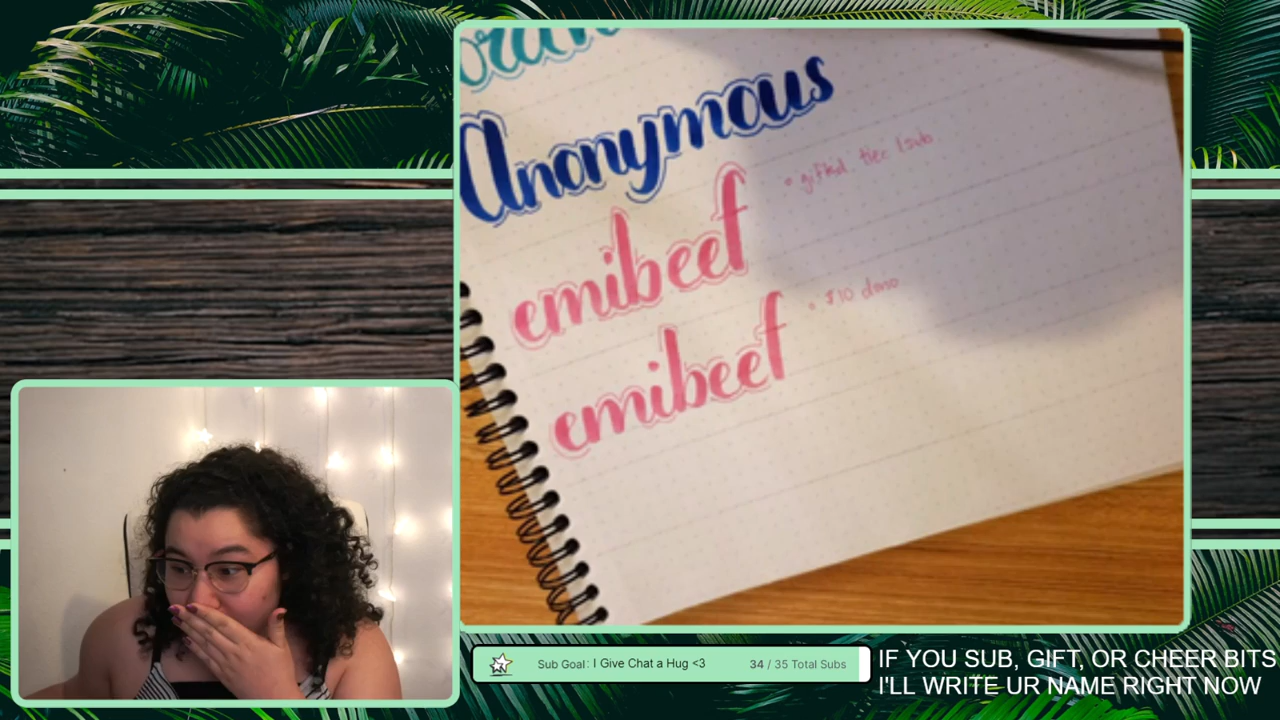 Anonymous
emibeef
• gifted tier 1 sub
emibeef
• $10 dono
Sub Goal: I Give Chat a Hug <3
34 / 35 Total Subs
IF YOU SUB, GIFT, OR CHEER BITS
I'LL WRITE UR NAME RIGHT NOW